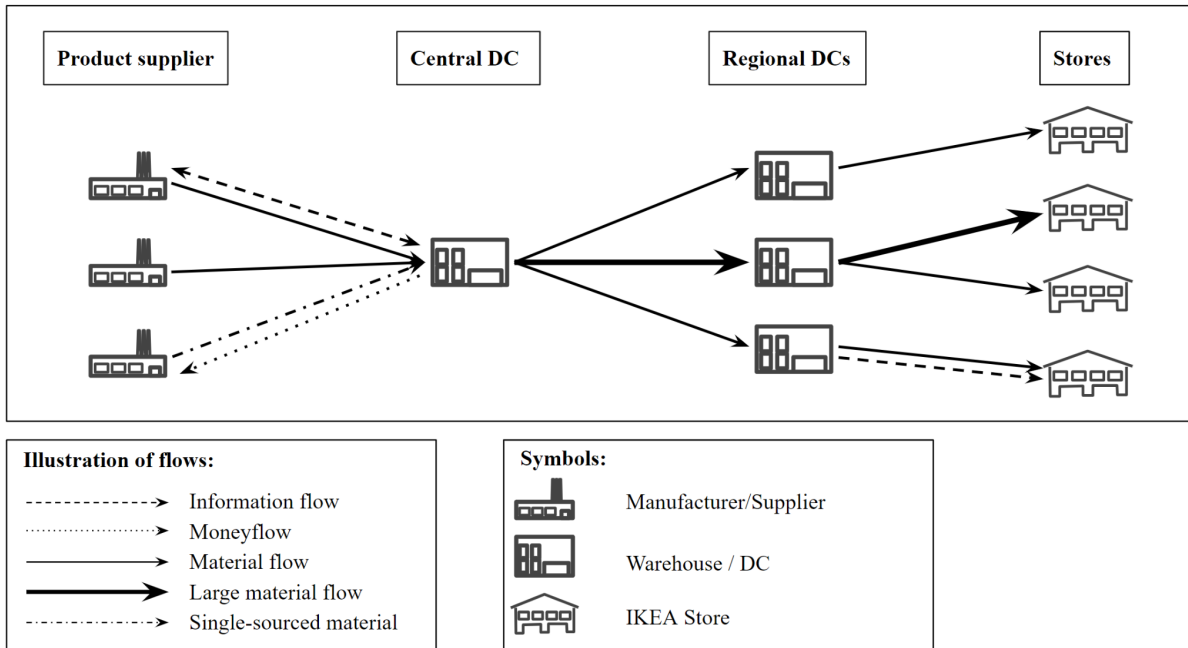 Product supplier
Central DC
Regional DCs
Stores
Illustration of flows:
Information flow
Moneyflow
Material flow
Large material flow
Single-sourced material
Symbols:
Manufacturer/Supplier
Warehouse / DC
IKEA Store